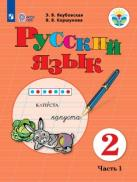 Э. В. Якубовская
Я. В. Коршунова
Русский
язык
КАПУСТА
капуста
2
Часть 1